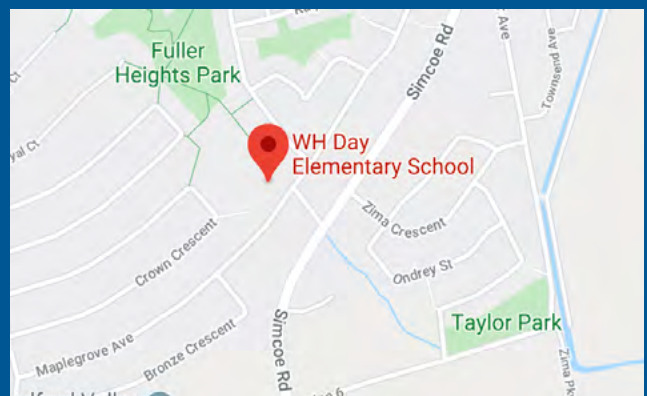 Fuller
Heights Park
Simcoe Rd
Townsend Ave
Ave
WH Day
Elementary School
Zima Crescent
Crown Crescent
Ondrey St
Taylor Park
Simcoe Rd
Maplegrove Ave
Bronze Crescent